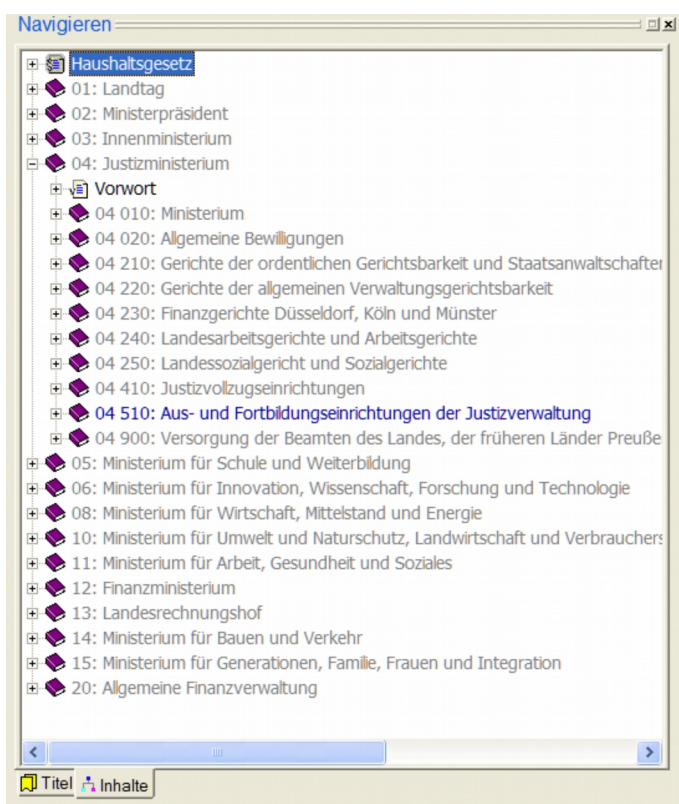 Navigieren
Haushaltsgesetz
01: Landtag
02: Ministerpräsident
03: Innenministerium
04: Justizministerium
Vorwort
04 010: Ministerium
04 020: Allgemeine Bewilligungen
04 210: Gerichte der ordentlichen Gerichtsbarkeit und Staatsanwaltschafte
04 220: Gerichte der allgemeinen Verwaltungsgerichtsbarkeit
04 230: Finanzgerichte Düsseldorf, Köln und Münster
04 240: Landesarbeitsgerichte und Arbeitsgerichte
04 250: Landessozialgericht und Sozialgerichte
04 410: Justizvollzugseinrichtungen
04 510: Aus- und Fortbildungseinrichtungen der Justizverwaltung
04 900: Versorgung der Beamten des Landes, der früheren Länder Preuße
05: Ministerium für Schule und Weiterbildung
06: Ministerium für Innovation, Wissenschaft, Forschung und Technologie
08: Ministerium für Wirtschaft, Mittelstand und Energie
10: Ministerium für Umwelt und Naturschutz, Landwirtschaft und Verbrauchers
11: Ministerium für Arbeit, Gesundheit und Soziales
12: Finanzministerium
13: Landesrechnungshof
14: Ministerium für Bauen und Verkehr
15: Ministerium für Generationen, Familie, Frauen und Integration
20: Allgemeine Finanzverwaltung
Titel Inhalte